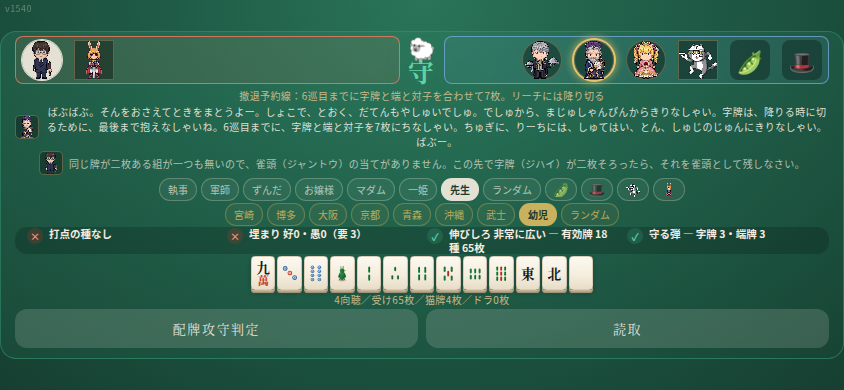 v1540
守
撤退予約線：6巡目までに字牌と端と対子を合わせて7枚。リーチには降り切る
ばぶばぶ。そんをおさえてときをまとうよー。しょこで、とおく、だてんもやしゅいでしゅ。でしゅから、まじゅしゃんぴんからきりなしゃい。字牌は、降りる時に切
るために、最後まで抱えなしゃいね。6巡目までに、字牌と端と対子を7枚にちなしゃい。ちゅぎに、りーちには、しゅてはい、とん、しゅじのじゅんにきりなしゃい。
ばぶー。
同じ牌が二枚ある組が一つも無いので、雀頭（ジャントウ）の当てがありません。この先で字牌（ジハイ）が二枚そろったら、それを雀頭として残しなさい。
執事 軍師 ずんだ お嬢様 マダム 一姫 先生 ランダム
宮崎 博多 大阪 京都 青森 沖縄 武士 幼児 ランダム
打点の種なし 埋まり 好0・愚0（要 3） 伸びしろ 非常に広い ― 有効牌 18 守る弾 ― 字牌 3・端牌 3
種 65枚
九萬 東 北
4向聴／受け65枚／猫牌4枚／ドラ0枚
配牌攻守判定 読取